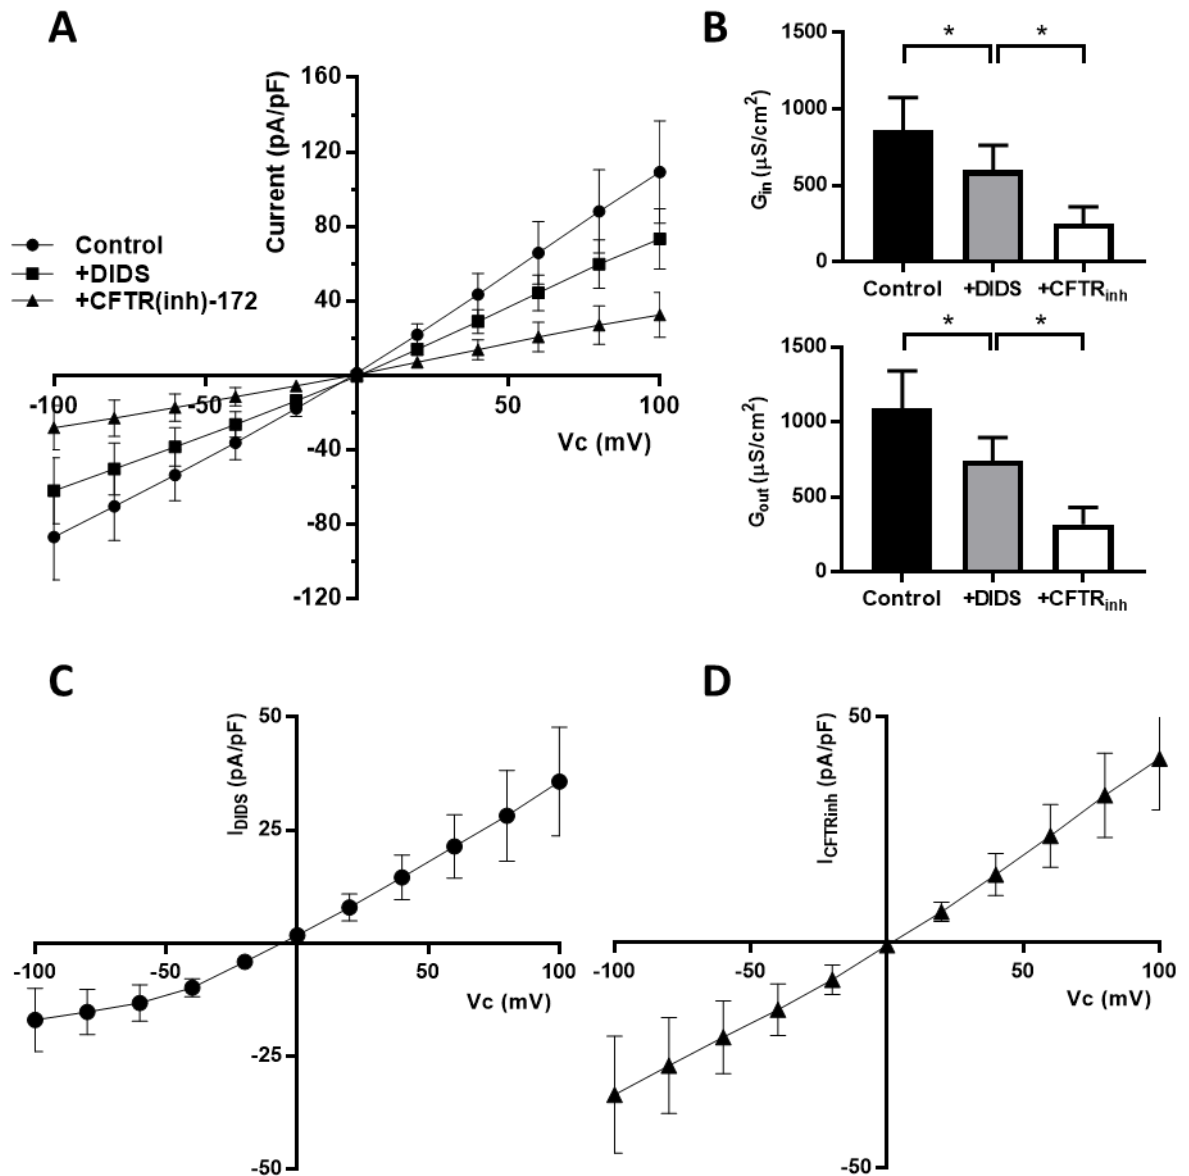 A
Current (pA/pF)
160
120
80
40
-40
-80
-120
-100
-50
50
100
Vc (mV)
Control
+DIDS
+CFTR(inh)-172
B
Gin (μS/cm²)
1500
1000
500
0
* *
Control +DIDS +CFTRinh
Gout (μS/cm²)
1500
1000
500
0
* *
Control +DIDS +CFTRinh
C
IDIDS (pA/pF)
50
25
-25
-50
-100
-50
50
100
Vc (mV)
D
ICFTRinh (pA/pF)
50
-50
-100
-50
50
100
Vc (mV)